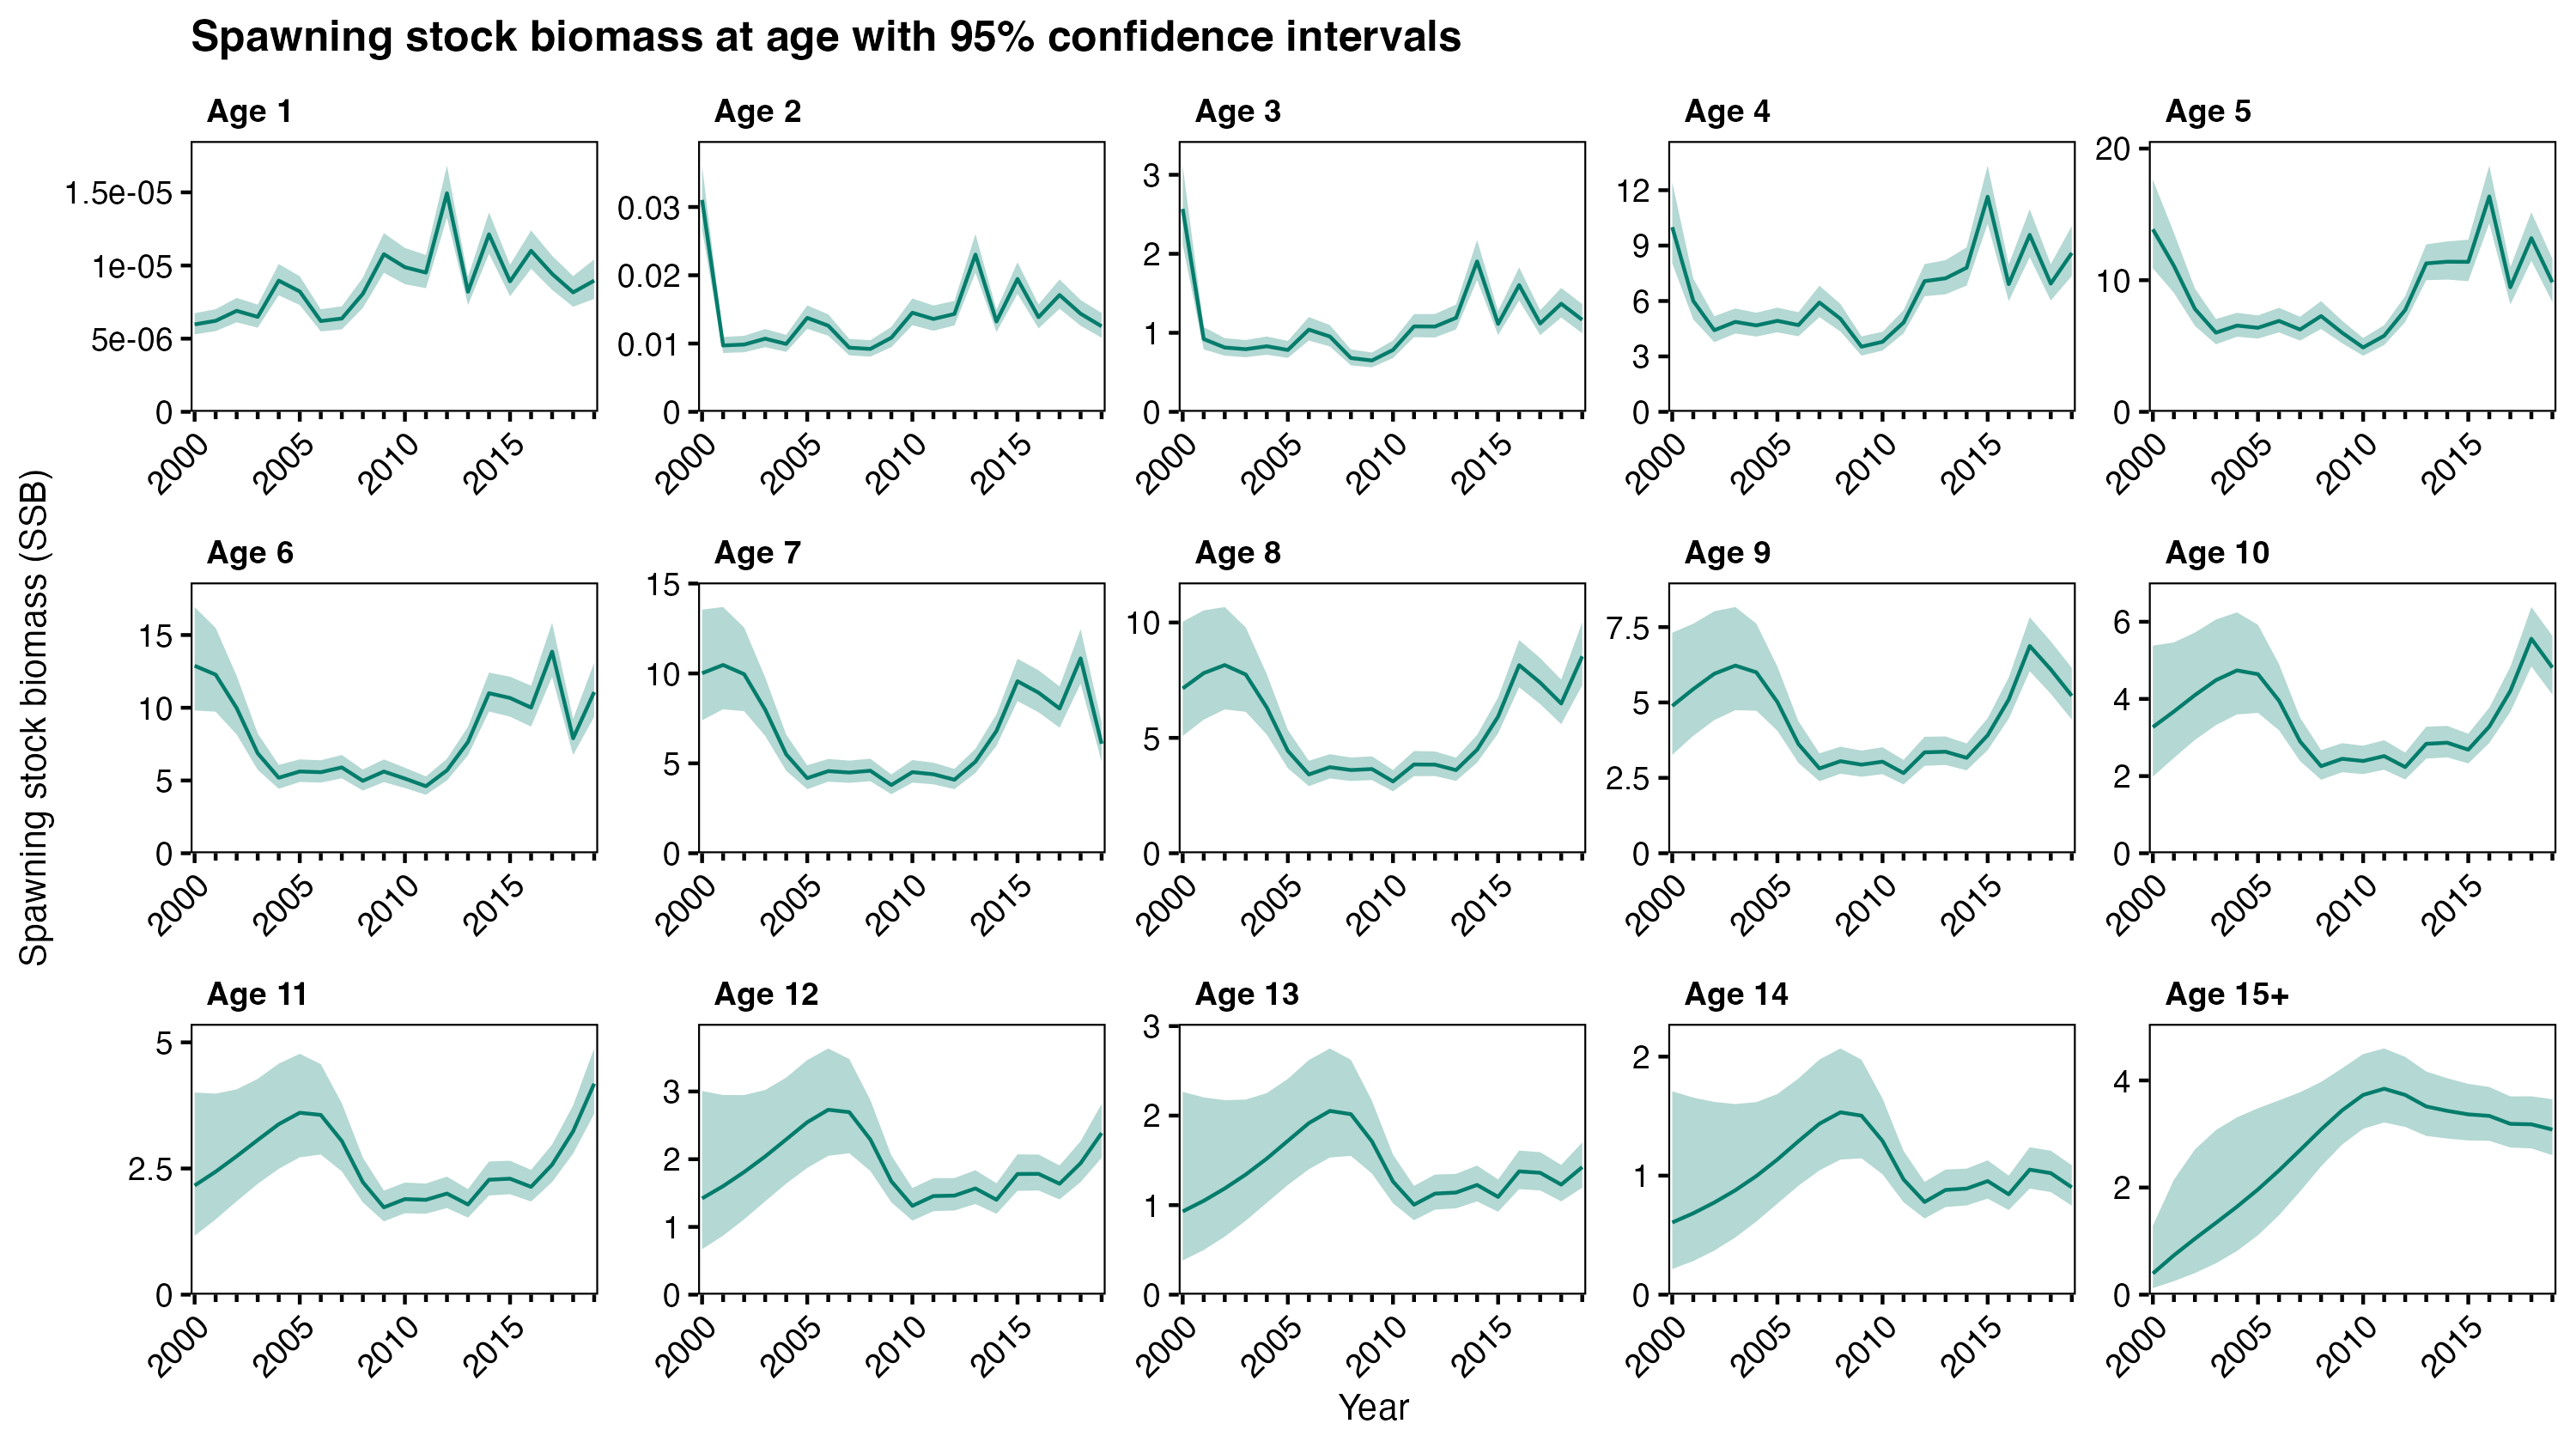 Spawning stock biomass at age with 95% confidence intervals
Spawning stock biomass (SSB)
Age 1
1.5e-05
1e-05
5e-06
0
2000 2005 2010 2015
Age 2
0.03
0.02
0.01
0
2000 2005 2010 2015
Age 3
3
2
1
0
2000 2005 2010 2015
Age 4
12
9
6
3
0
2000 2005 2010 2015
Age 5
20
10
0
2000 2005 2010 2015
Age 6
15
10
5
0
2000 2005 2010 2015
Age 7
15
10
5
0
2000 2005 2010 2015
Age 8
10
5
0
2000 2005 2010 2015
Age 9
7.5
5
2.5
0
2000 2005 2010 2015
Age 10
6
4
2
0
2000 2005 2010 2015
Age 11
5
2.5
0
2000 2005 2010 2015
Age 12
3
2
1
0
2000 2005 2010 2015
Age 13
3
2
1
0
2000 2005 2010 2015
Age 14
2
1
0
2000 2005 2010 2015
Age 15+
4
2
0
2000 2005 2010 2015
Year